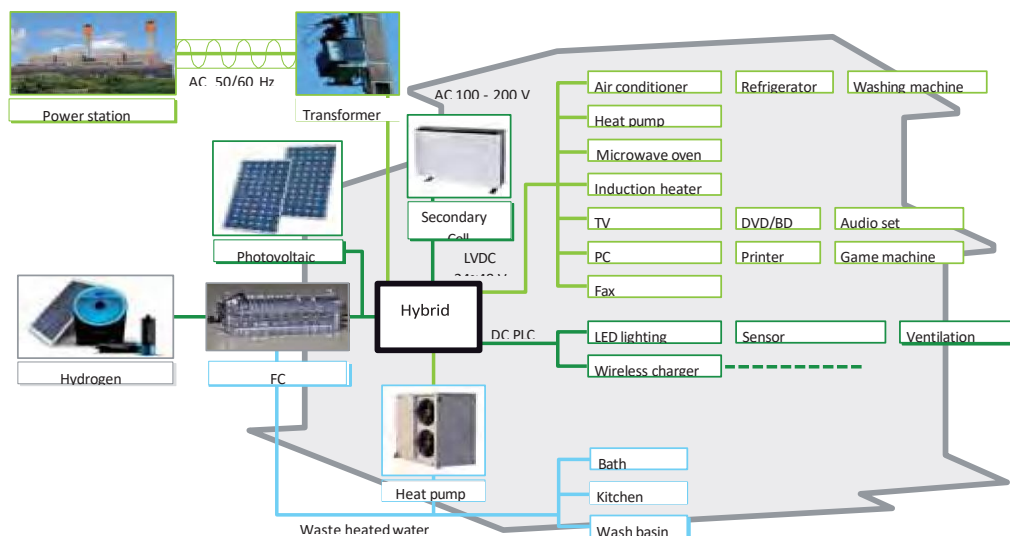 AC 50/60 Hz
Power station
Transformer
AC 100 - 200 V
Air conditioner
Refrigerator
Washing machine
Heat pump
Microwave oven
Induction heater
Secondary
Cell
TV
DVD/BD
Audio set
Photovoltaic
LVDC
PC
Printer
Game machine
Fax
Hybrid
DC PLC
LED lighting
Sensor
Ventilation
Hydrogen
FC
Wireless charger
Bath
Heat pump
Kitchen
Waste heated water
Wash basin